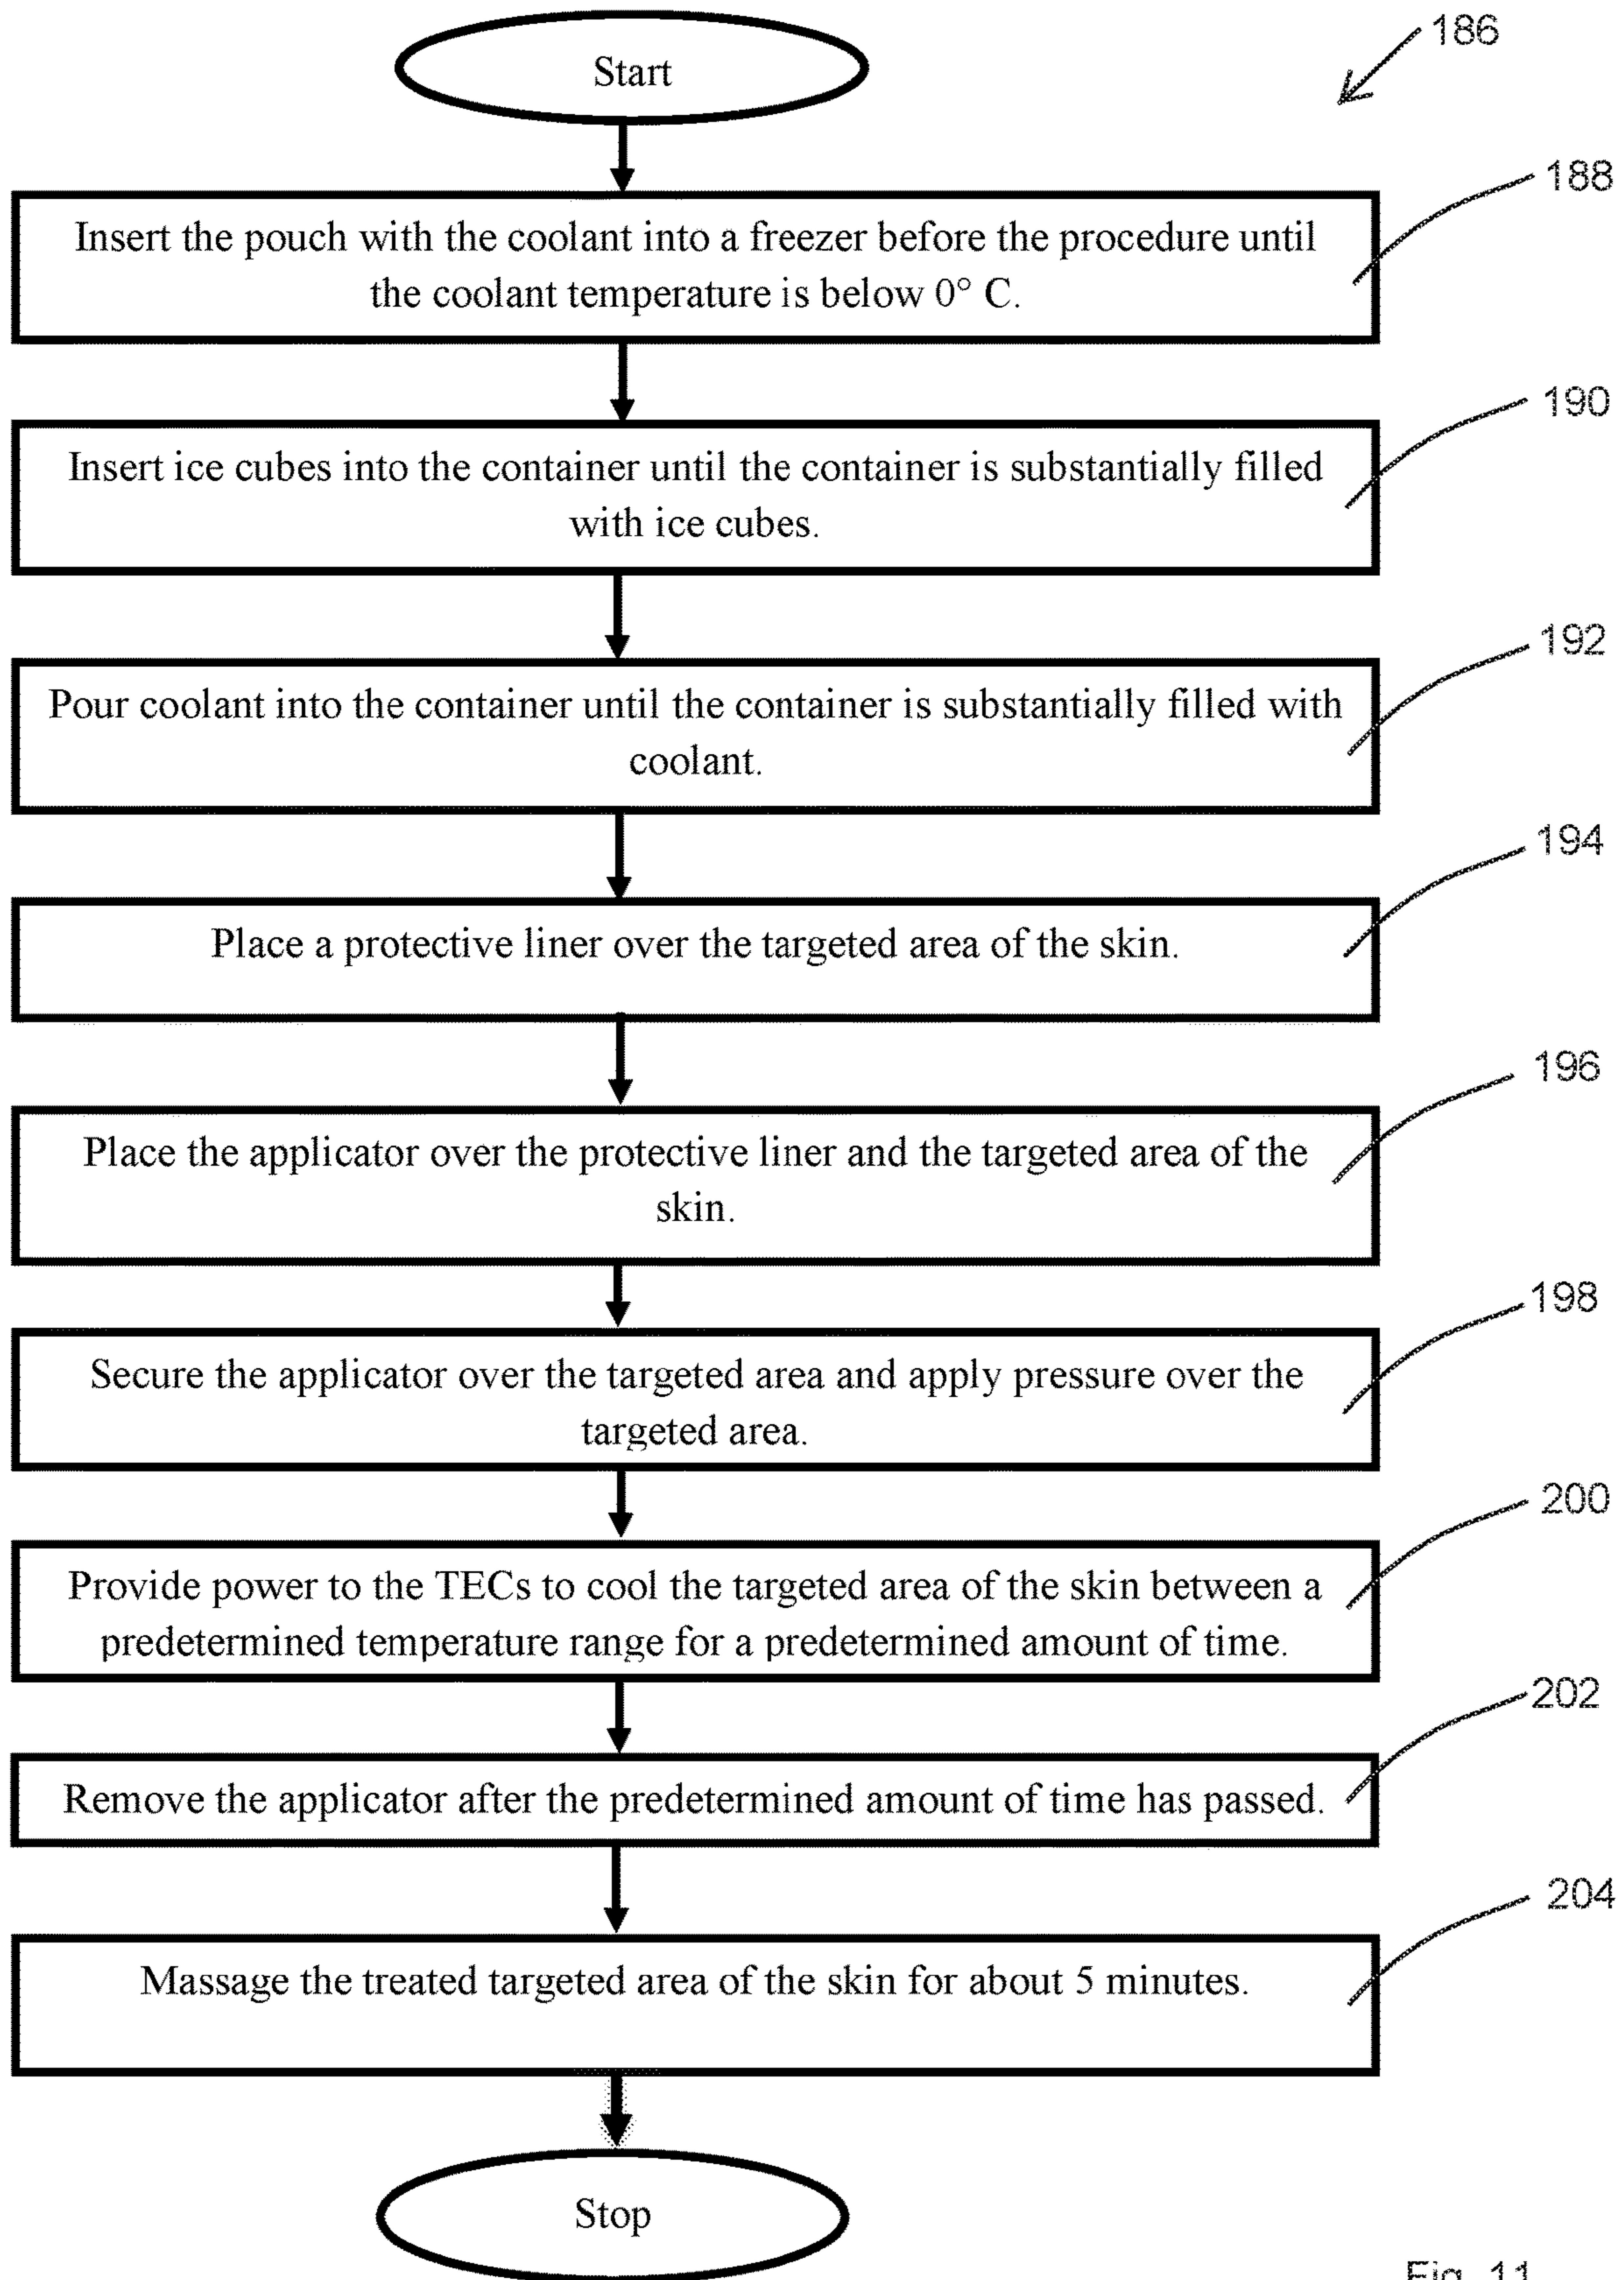 Start
186
Insert the pouch with the coolant into a freezer before the procedure until
the coolant temperature is below 0° C.
188
Insert ice cubes into the container until the container is substantially filled
with ice cubes.
190
Pour coolant into the container until the container is substantially filled with
coolant.
192
Place a protective liner over the targeted area of the skin.
194
Place the applicator over the protective liner and the targeted area of the
skin.
196
Secure the applicator over the targeted area and apply pressure over the
targeted area.
198
Provide power to the TECs to cool the targeted area of the skin between a
predetermined temperature range for a predetermined amount of time.
200
Remove the applicator after the predetermined amount of time has passed.
202
Massage the treated targeted area of the skin for about 5 minutes.
204
Stop
Fig. 11